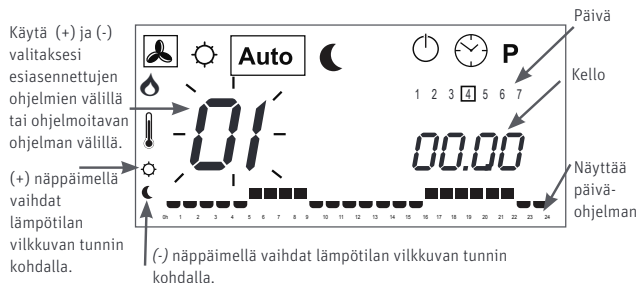 Käytä (+) ja (-)
valitaksesi
esiasennettujen
ohjelmien välillä
tai ohjelmoitavan
ohjelman välillä.
(+) näppäimellä
vaihdat
lämpötilan
vilkkuvan tunnin
kohdalla.
Auto
P
1 2 3 4 5 6 7
01
00.00
0h 1 2 3 4 5 6 7 8 9 10 11 12 13 14 15 16 17 18 19 20 21 22 23 24
Päivä
Kello
Näyttää
päivä-
ohjelman
(-) näppäimellä vaihdat lämpötilan vilkkuvan tunnin
kohdalla.